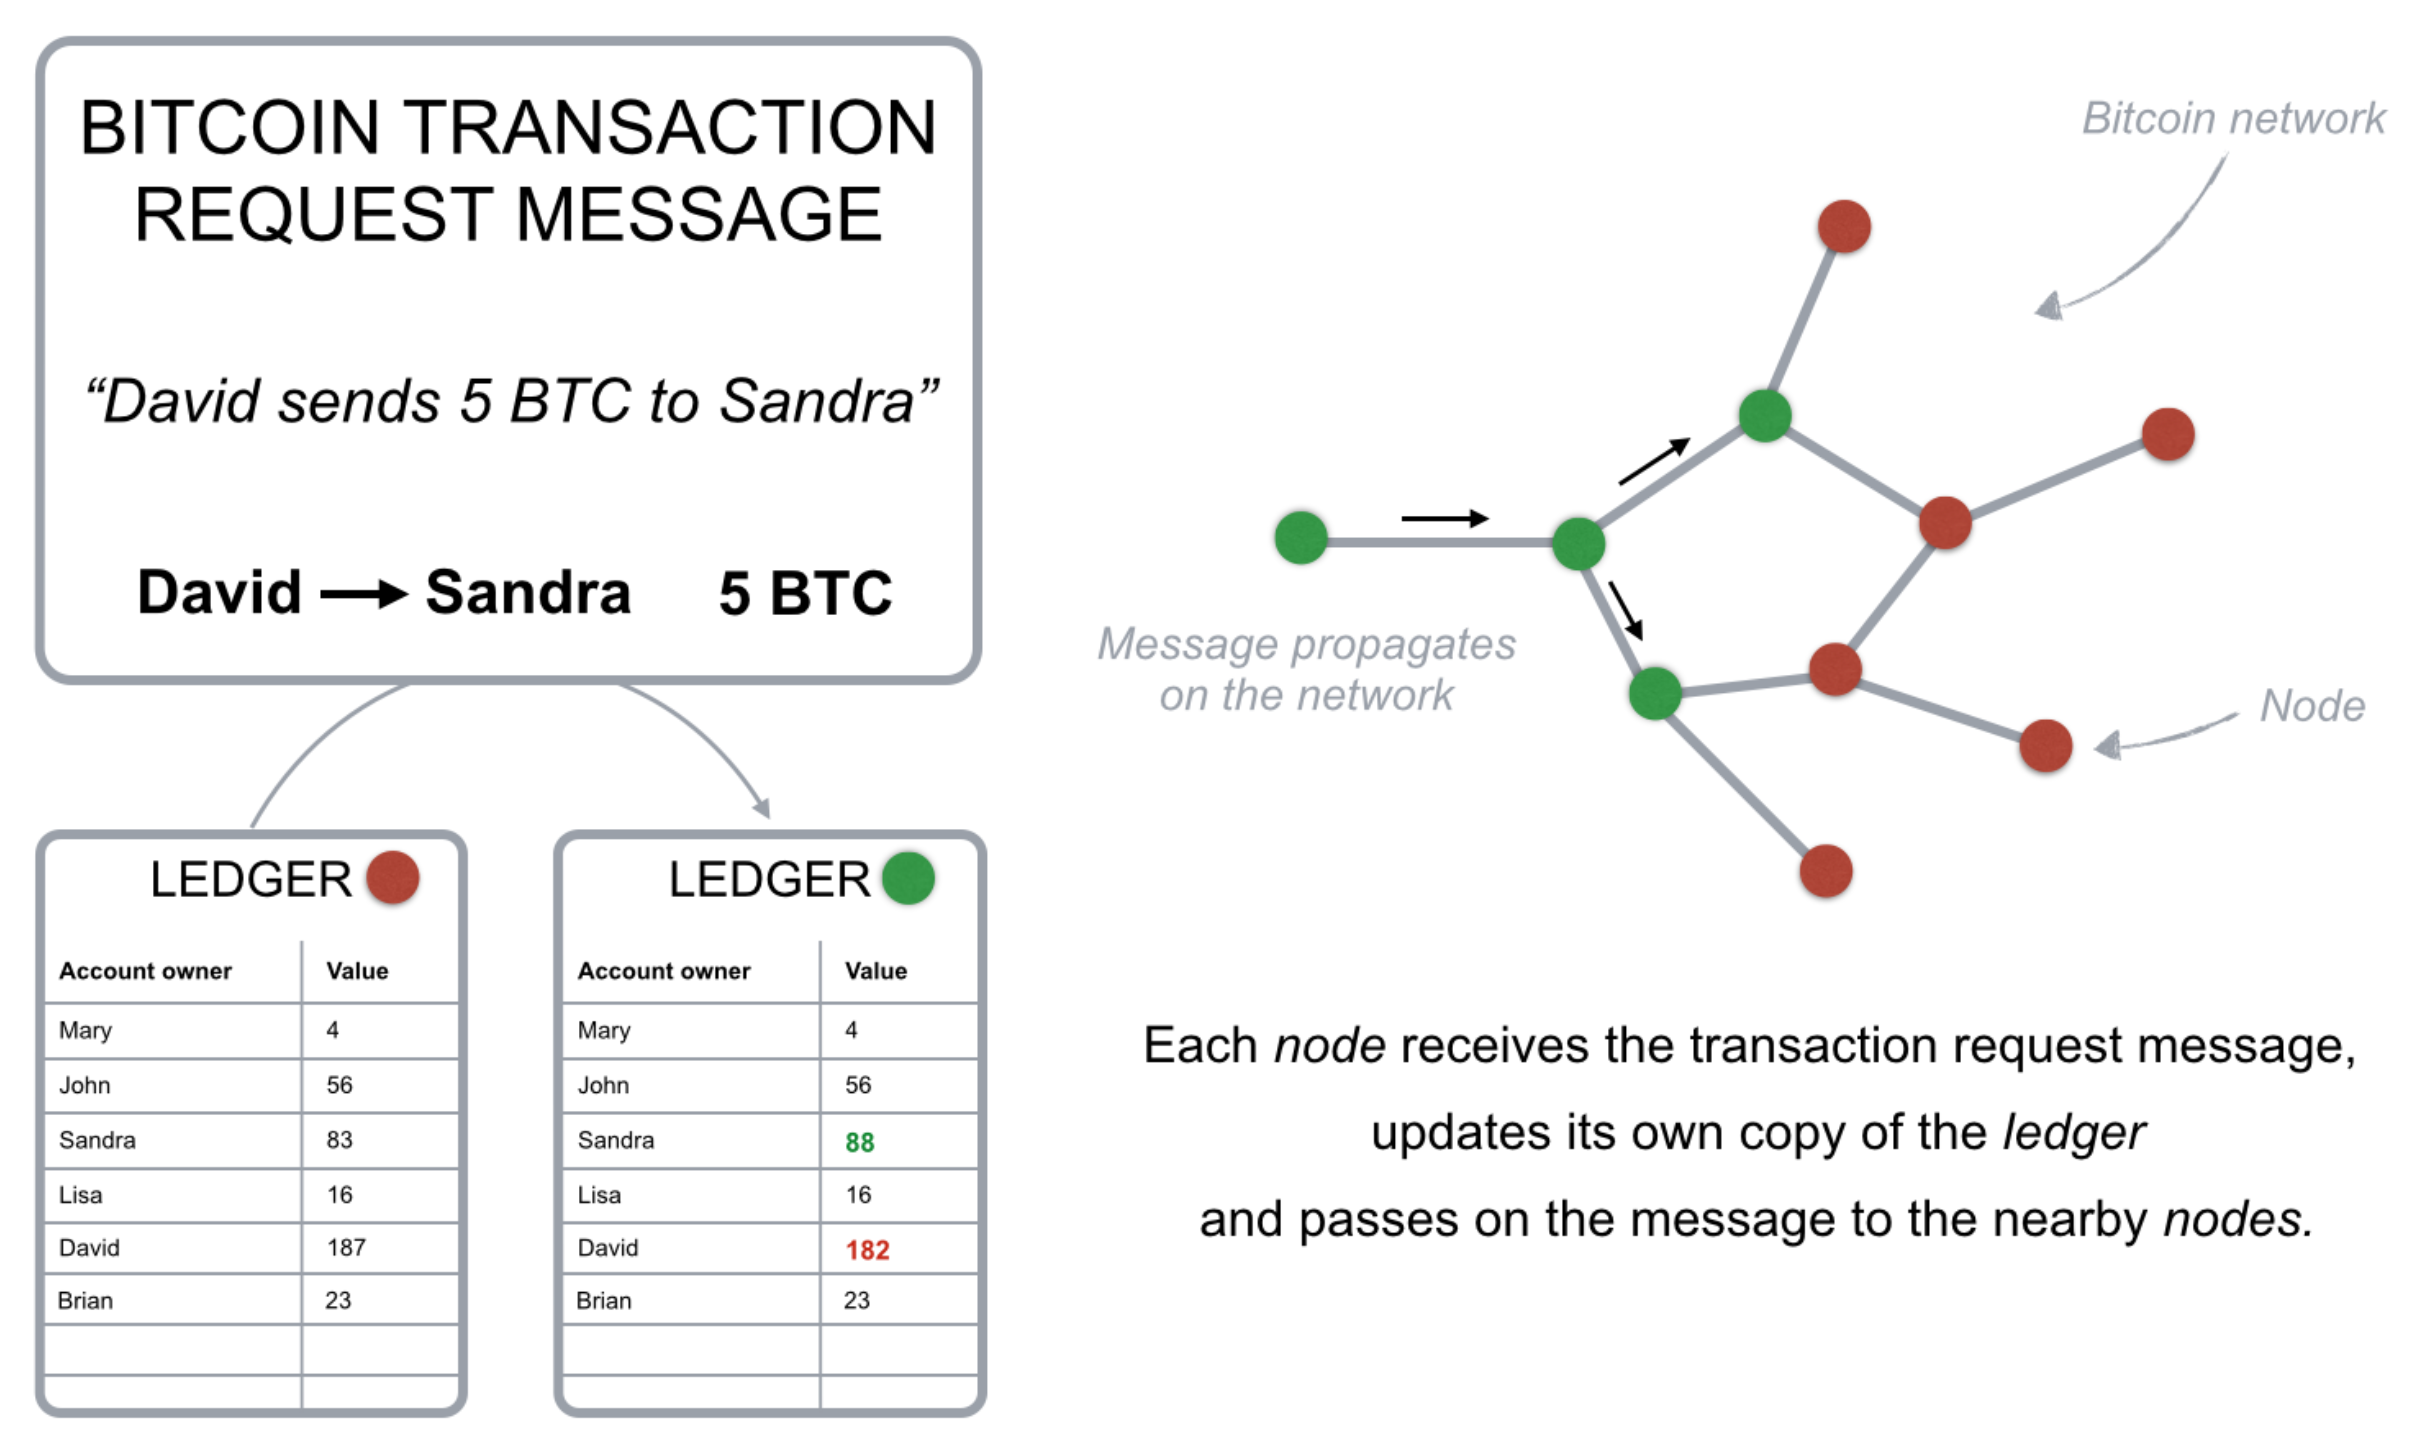 BITCOIN TRANSACTION
REQUEST MESSAGE
“David sends 5 BTC to Sandra”
David Sandra 5 BTC
LEDGER
Account owner Value
Mary 4
John 56
Sandra 83
Lisa 16
David 187
Brian 23
LEDGER
Account owner Value
Mary 4
John 56
Sandra 88
Lisa 16
David 182
Brian 23
Bitcoin network
Message propagates
on the network
Node
Each node receives the transaction request message,
updates its own copy of the ledger
and passes on the message to the nearby nodes.